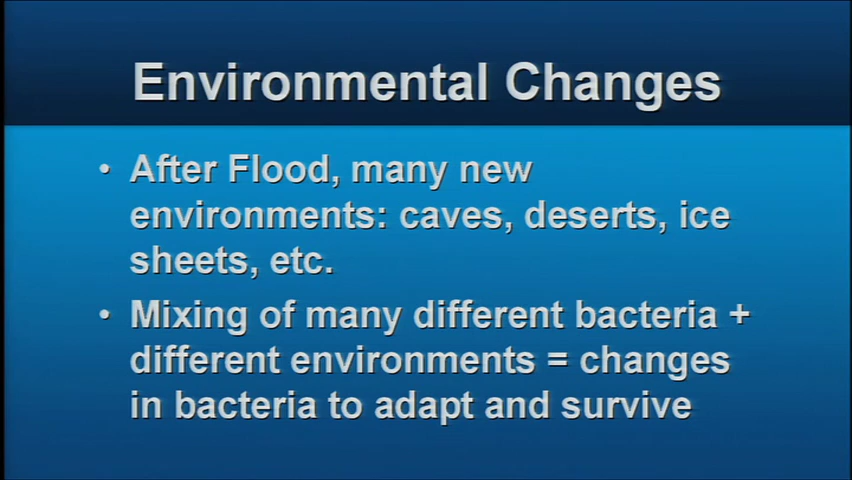 Environmental Changes
• After Flood, many new
environments: caves, deserts, ice
sheets, etc.
• Mixing of many different bacteria +
different environments = changes
in bacteria to adapt and survive